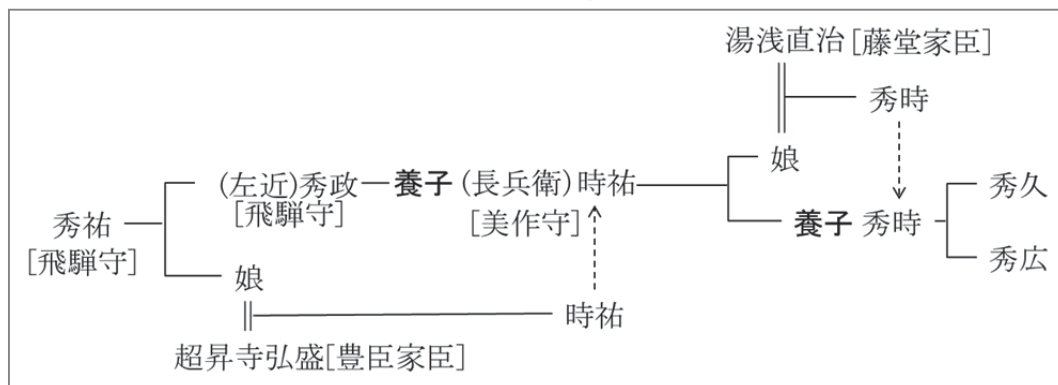 湯浅直治[藤堂家臣]
秀時
娘
(左近)秀政 養子 (長兵衛)時祐
[飛騨守] [美作守]
養子 秀時
秀久
秀広
秀祐
[飛騨守]
娘
時祐
超昇寺弘盛[豊臣家臣]